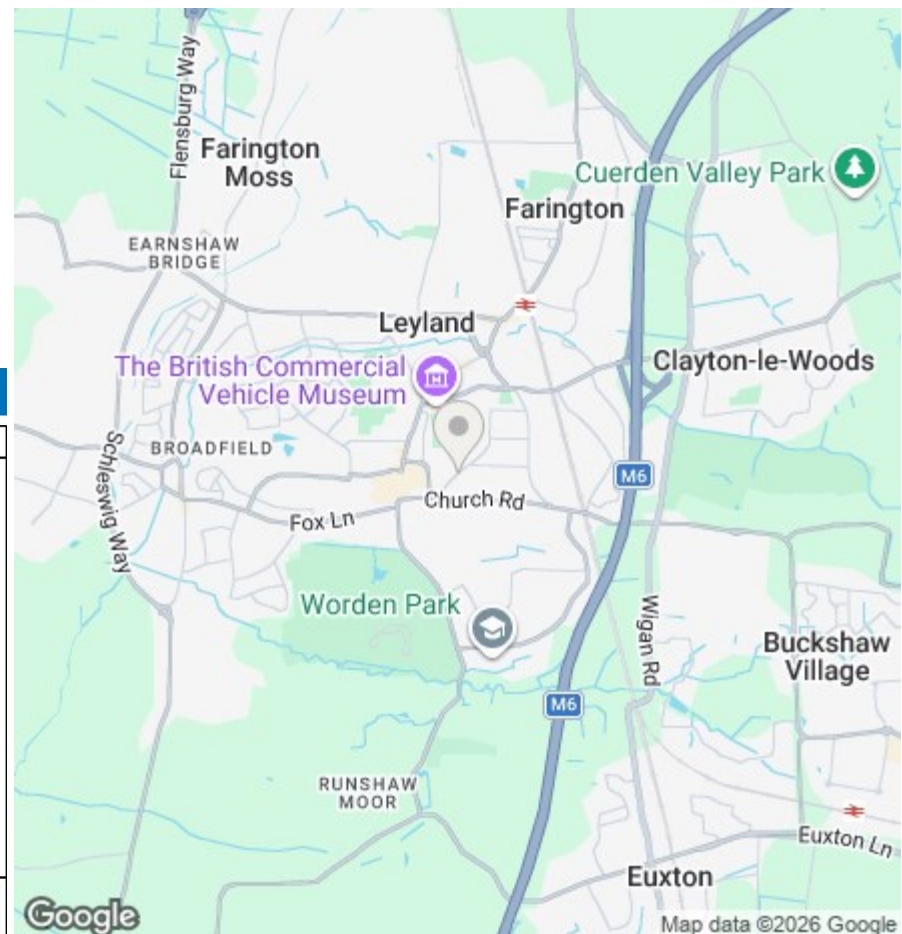 Flensburg Way
Farington
Moss
Cuerden Valley Park
Farington
EARNSHAW
BRIDGE
Leyland
The British Commercial
Vehicle Museum
Clayton-le-Woods
BROADFIELD
Schleswig Way
M6
Church Rd
Fox Ln
Worden Park
Wigan Rd
Buckshaw
Village
M6
RUNSHAW
MOOR
Euxton Ln
Euxton
Google
Map data ©2026 Google